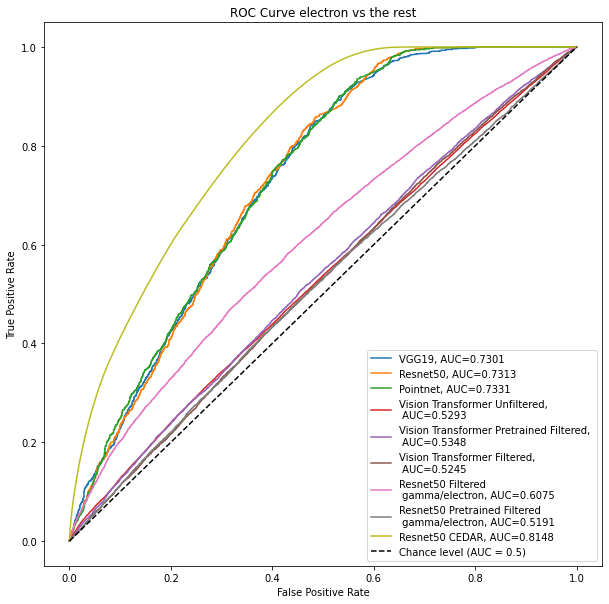 ROC Curve electron vs the rest
True Positive Rate
1.0
0.8
0.6
0.4
0.2
0.0
0.0 0.2 0.4 0.6 0.8 1.0
False Positive Rate
VGG19, AUC=0.7301
Resnet50, AUC=0.7313
Pointnet, AUC=0.7331
Vision Transformer Unfiltered,
AUC=0.5293
Vision Transformer Pretrained Filtered,
AUC=0.5348
Vision Transformer Filtered,
AUC=0.5245
Resnet50 Filtered
gamma/electron, AUC=0.6075
Resnet50 Pretrained Filtered
gamma/electron, AUC=0.5191
Resnet50 CEDAR, AUC=0.8148
Chance level (AUC = 0.5)